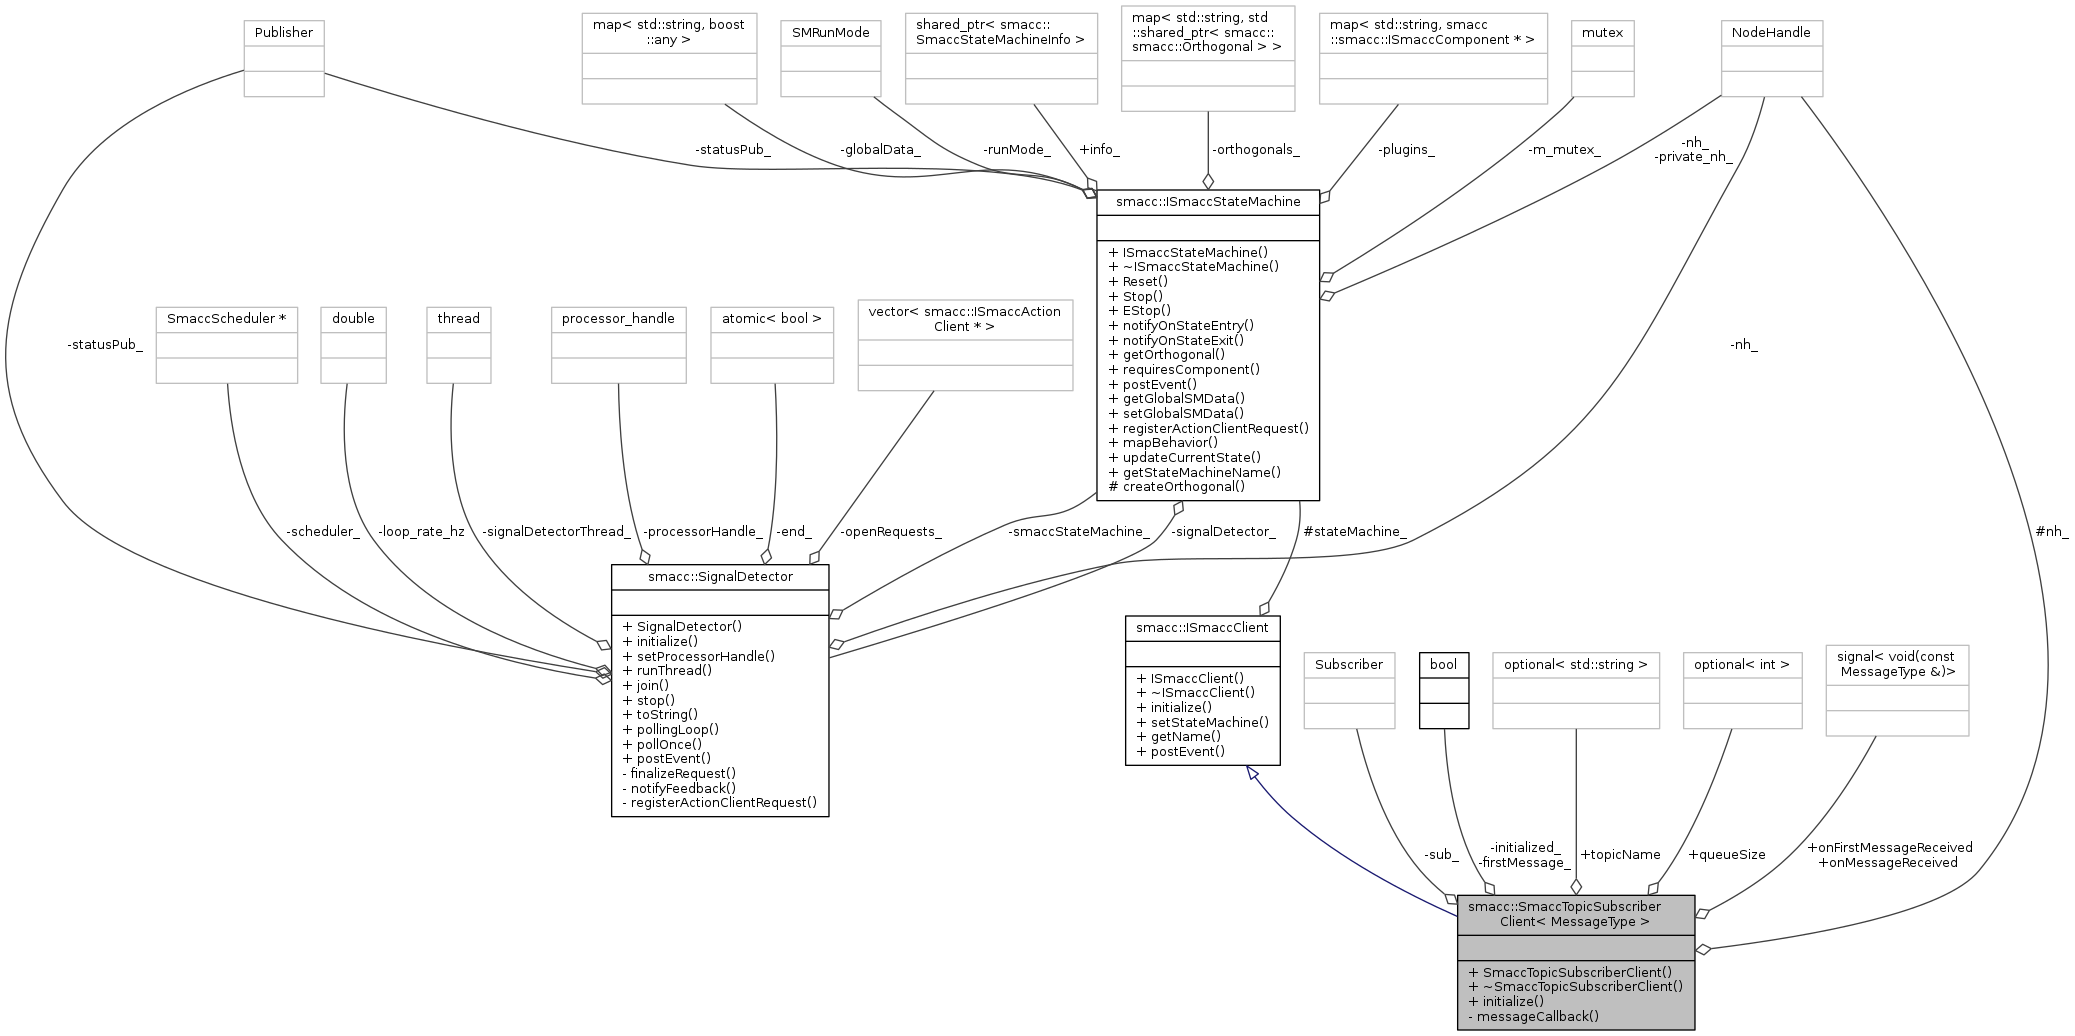 Publisher
map< std::string, boost
::any >
SMRunMode
shared_ptr< smacc::
SmaccStateMachineInfo >
map< std::string, std
::shared_ptr< smacc::
smacc::Orthogonal > >
map< std::string, smacc
::smacc::ISmaccComponent * >
mutex
NodeHandle
-statusPub_
-globalData_
-runMode_
+info_
-orthogonals_
-plugins_
-m_mutex_
-nh_
-private_nh_
smacc::ISmaccStateMachine
+ ISmaccStateMachine()
+ ~ISmaccStateMachine()
+ Reset()
+ Stop()
+ EStop()
+ notifyOnStateEntry()
+ notifyOnStateExit()
+ getOrthogonal()
+ requiresComponent()
+ postEvent()
+ getGlobalSMData()
+ setGlobalSMData()
+ registerActionClientRequest()
+ mapBehavior()
+ updateCurrentState()
+ getStateMachineName()
# createOrthogonal()
-statusPub_
SmaccScheduler *
double
thread
processor_handle
atomic< bool >
vector< smacc::ISmaccAction
Client * >
-nh_
-scheduler_
-loop_rate_hz
-signalDetectorThread_
-processorHandle_
-end_
-openRequests_
-smaccStateMachine_
-signalDetector_
#stateMachine_
#nh_
smacc::SignalDetector
+ SignalDetector()
+ initialize()
+ setProcessorHandle()
+ runThread()
+ join()
+ stop()
+ toString()
+ pollingLoop()
+ pollOnce()
+ postEvent()
- finalizeRequest()
- notifyFeedback()
- registerActionClientRequest()
smacc::ISmaccClient
+ ISmaccClient()
+ ~ISmaccClient()
+ initialize()
+ setStateMachine()
+ getName()
+ postEvent()
Subscriber
bool
optional< std::string >
optional< int >
signal< void(const
MessageType &)>
-sub_
-initialized_
-firstMessage_
+topicName
+queueSize
+onFirstMessageReceived
+onMessageReceived
smacc::SmaccTopicSubscriber
Client< MessageType >
+ SmaccTopicSubscriberClient()
+ ~SmaccTopicSubscriberClient()
+ initialize()
- messageCallback()